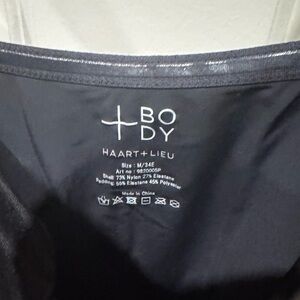 +BO
DY
HAART+LIEU
Size : M/34E
Art no : 9820005P
Shell: 73% Nylon 27% Elastane
Padding: 55% Elastane 45% Polyester
Made in China